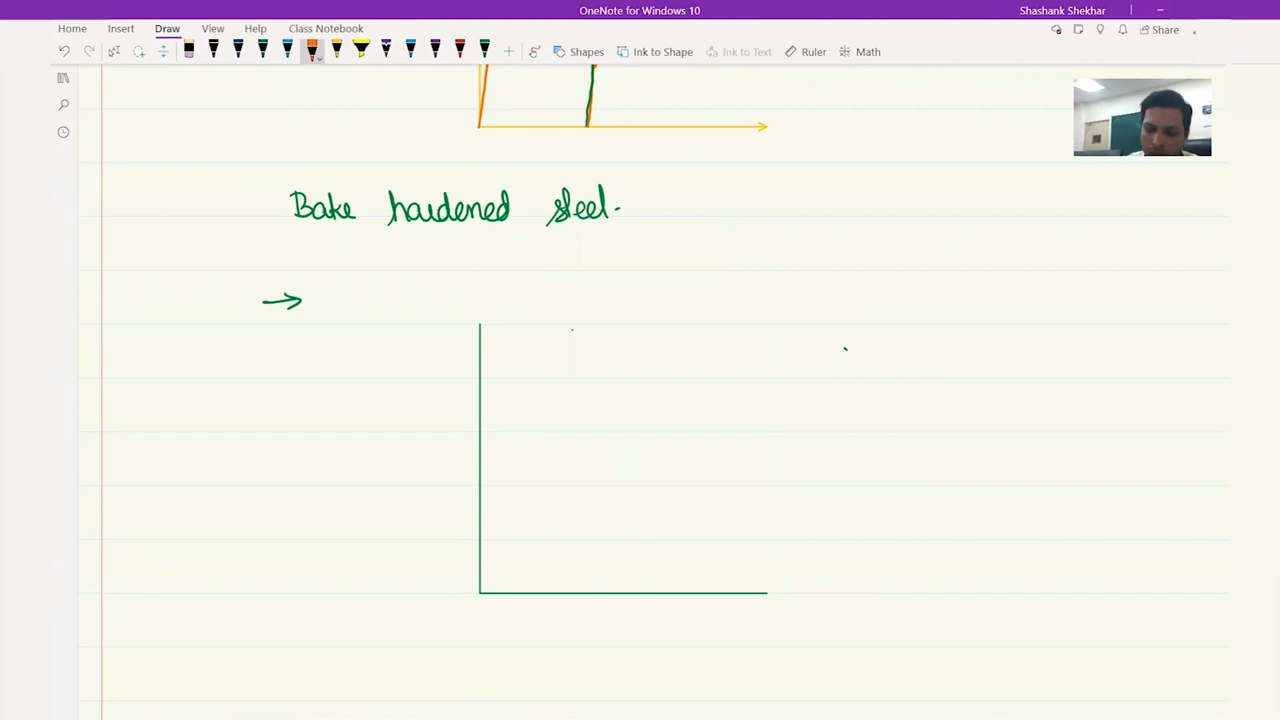 OneNote for Windows 10
Shashank Shekhar
Home Insert Draw View Help Class Notebook
Share
Shapes Ink to Shape Ink to Text Ruler Math
Bake hardened steel.